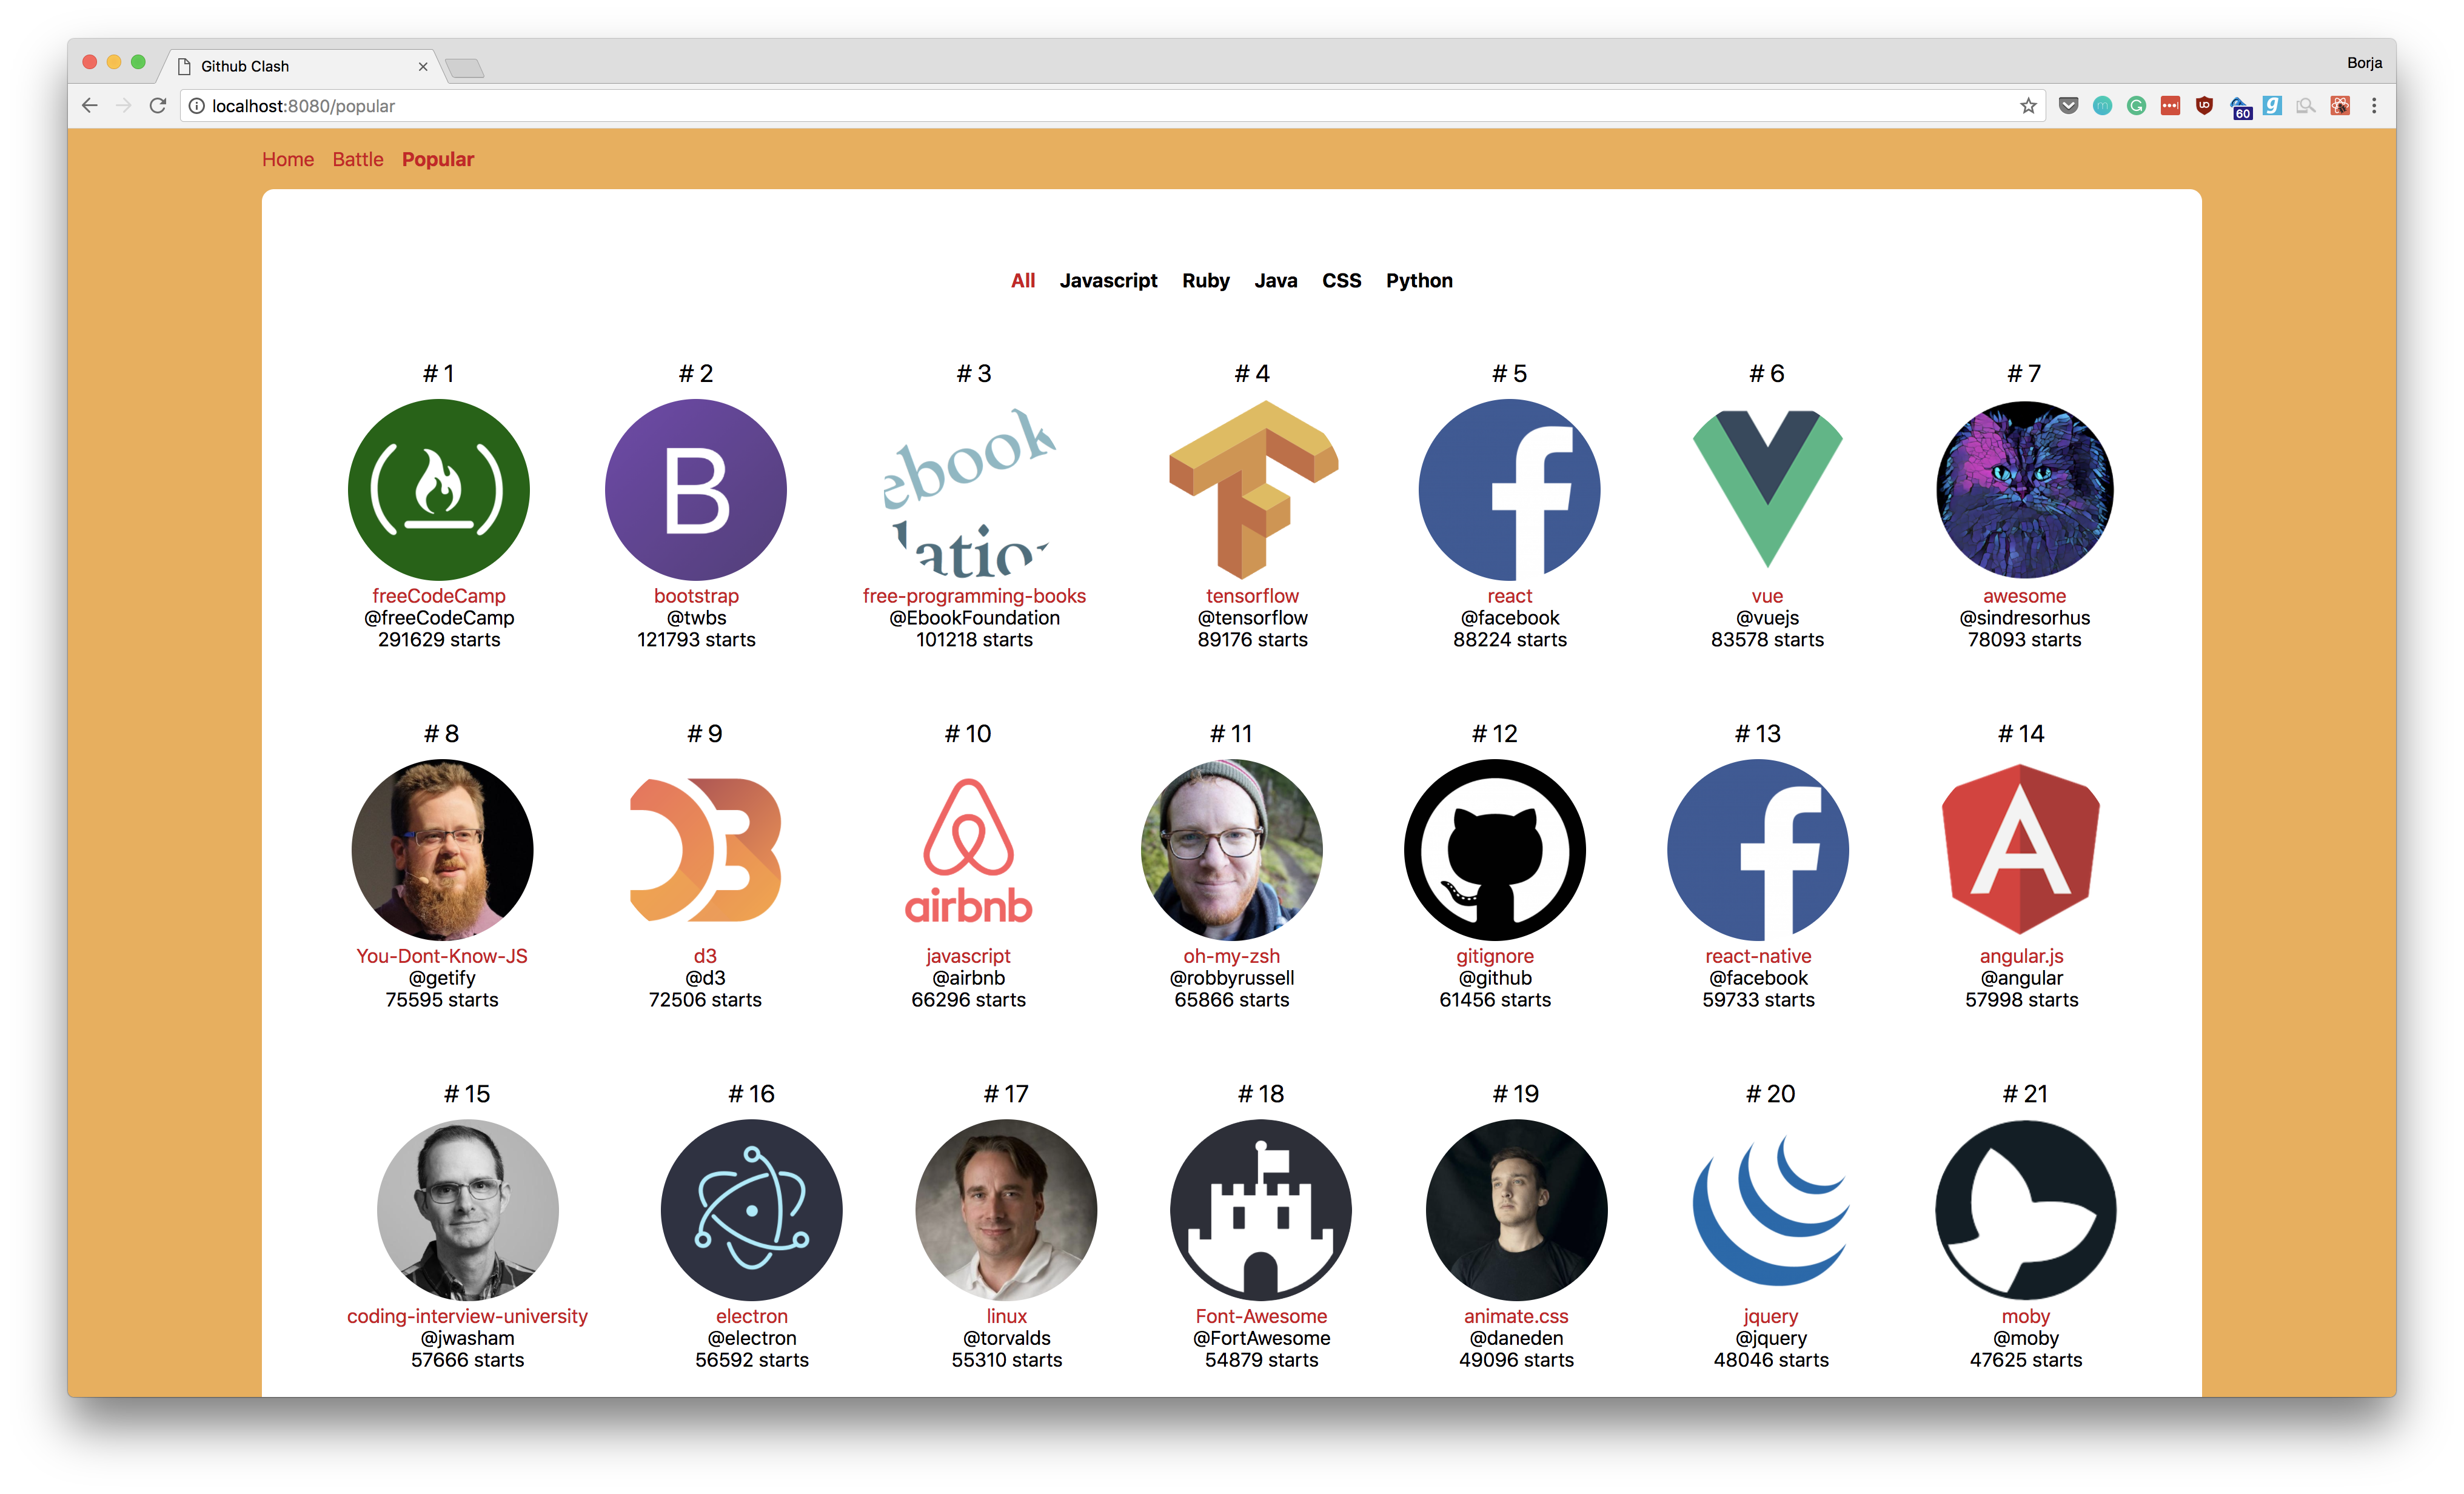 Github Clash
Borja
localhost:8080/popular
60
Home Battle Popular
All Javascript Ruby Java CSS Python
# 1 # 2 # 3 # 4 # 5 # 6 # 7
B
ebook
dation
freeCodeCamp bootstrap free-programming-books tensorflow react vue awesome
@freeCodeCamp @twbs @EbookFoundation @tensorflow @facebook @vuejs @sindresorhus
291629 starts 121793 starts 101218 starts 89176 starts 88224 starts 83578 starts 78093 starts
# 8 # 9 # 10 # 11 # 12 # 13 # 14
airbnb
You-Dont-Know-JS d3 javascript oh-my-zsh gitignore react-native angular.js
@getify @d3 @airbnb @robbyrussell @github @facebook @angular
75595 starts 72506 starts 66296 starts 65866 starts 61456 starts 59733 starts 57998 starts
# 15 # 16 # 17 # 18 # 19 # 20 # 21
coding-interview-university electron linux Font-Awesome animate.css jquery moby
@jwasham @electron @torvalds @FortAwesome @daneden @jquery @moby
57666 starts 56592 starts 55310 starts 54879 starts 49096 starts 48046 starts 47625 starts